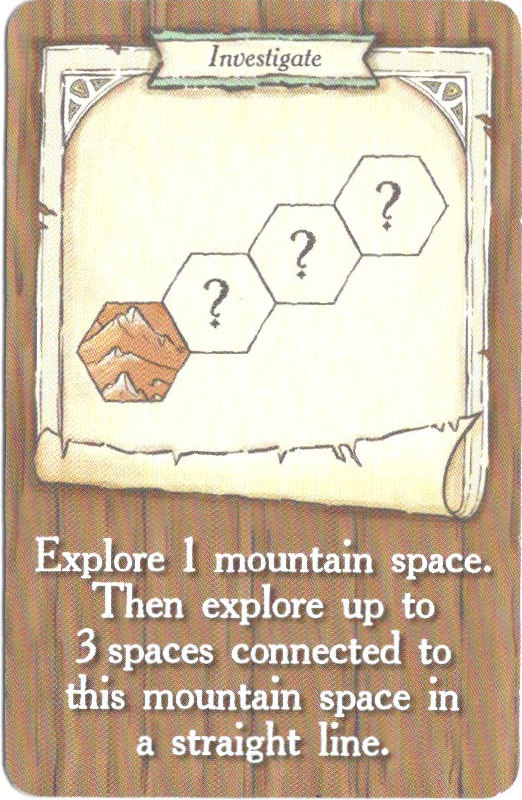 Investigate
?
?
?
Explore 1 mountain space.
Then explore up to
3 spaces connected to
this mountain space in
a straight line.